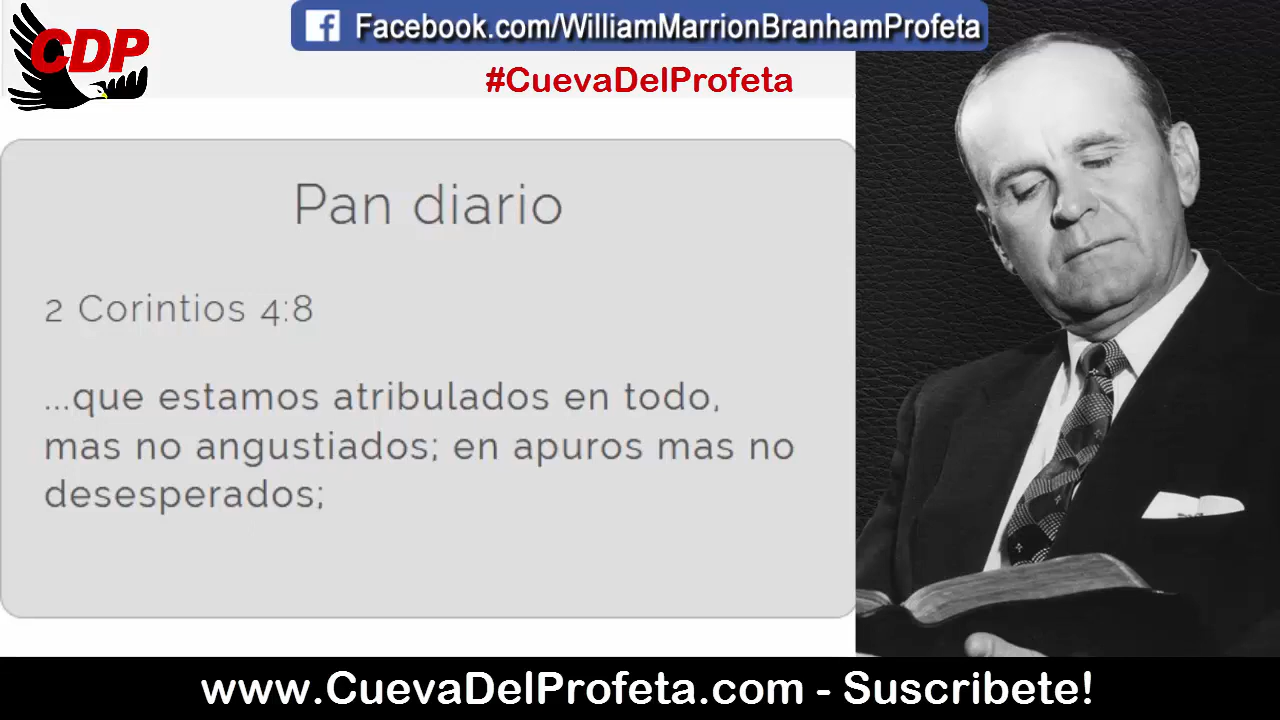 CDP
Facebook.com/WilliamMarrionBranhamProfeta
#CuevaDelProfeta
Pan diario
2 Corintios 4:8
...que estamos atribulados en todo,
mas no angustiados; en apuros mas no
desesperados;
www.CuevaDelProfeta.com - Suscribete!